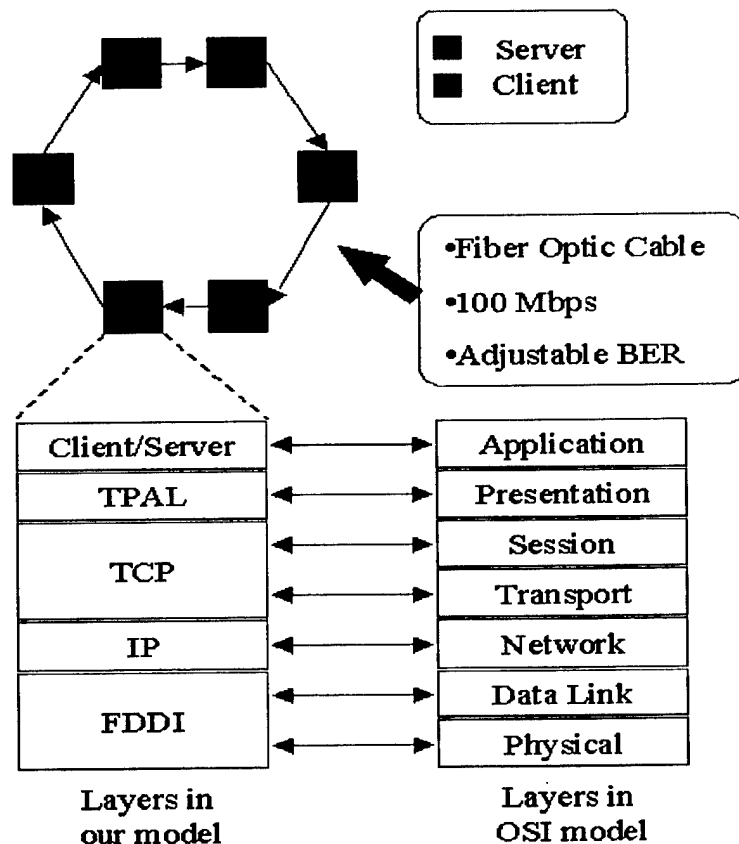 Server
Client
•Fiber Optic Cable
•100 Mbps
•Adjustable BER
Client/Server
TPAL
TCP
IP
FDDI
Layers in
our model
Application
Presentation
Session
Transport
Network
Data Link
Physical
Layers in
OSI model